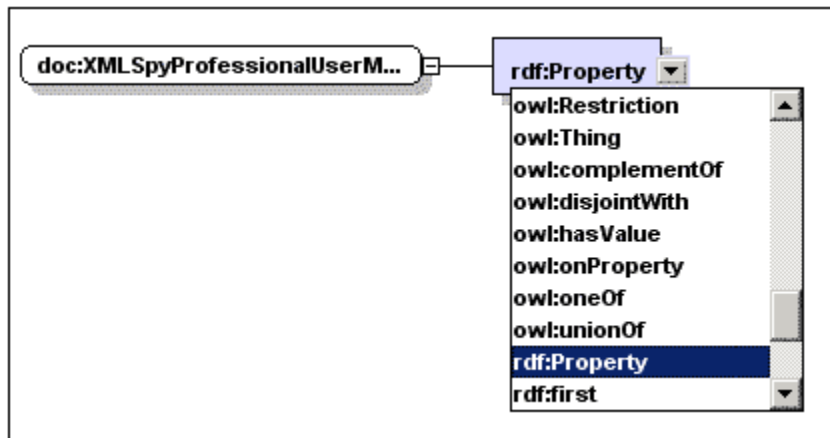 doc:XMLSpyProfessionalUserM...
rdf:Property
owl:Restriction
owl:Thing
owl:complementOf
owl:disjointWith
owl:hasValue
owl:onProperty
owl:oneOf
owl:unionOf
rdf:Property
rdf:first